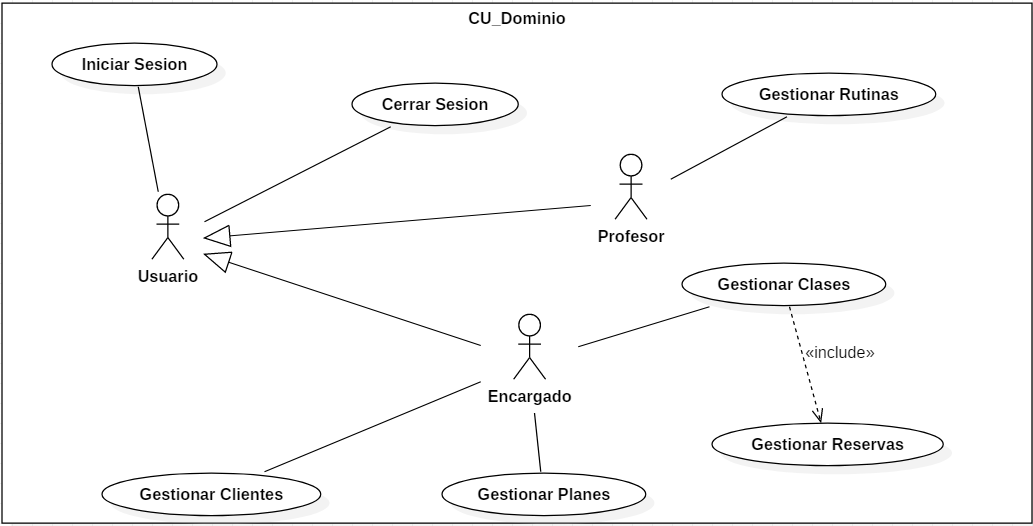 CU_Dominio
Iniciar Sesion
Cerrar Sesion
Gestionar Rutinas
Profesor
Usuario
Gestionar Clases
«include»
Encargado
Gestionar Reservas
Gestionar Clientes
Gestionar Planes